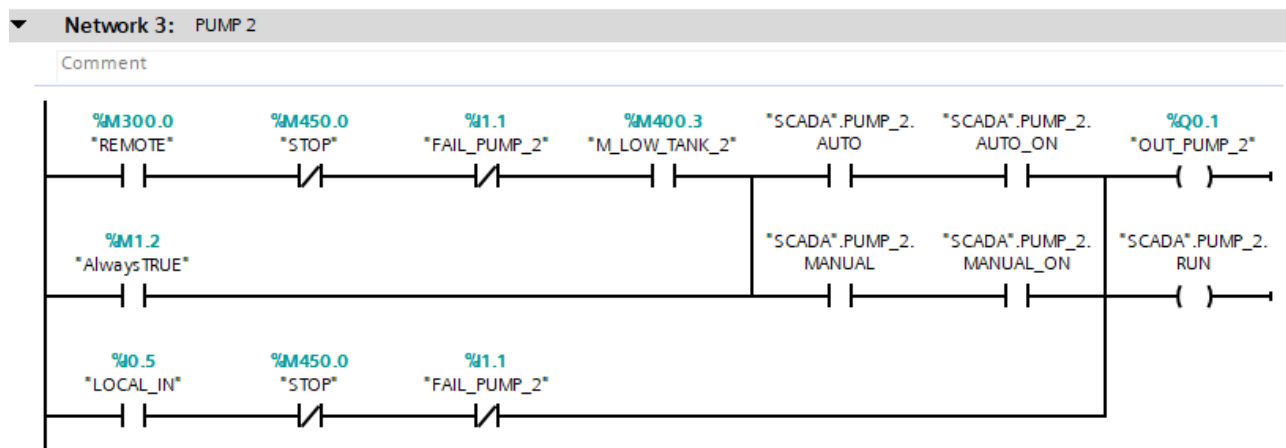 Network 3: PUMP 2
Comment
%M300.0 %M450.0 %I1.1 %M400.3 "SCADA".PUMP_2. "SCADA".PUMP_2. %Q0.1
"REMOTE" "STOP" "FAIL_PUMP_2" "M_LOW_TANK_2" AUTO AUTO_ON "OUT_PUMP_2"
%M1.2 "SCADA".PUMP_2. "SCADA".PUMP_2. "SCADA".PUMP_2.
"AlwaysTRUE" MANUAL MANUAL_ON RUN
%I0.5 %M450.0 %I1.1
"LOCAL_IN" "STOP" "FAIL_PUMP_2"